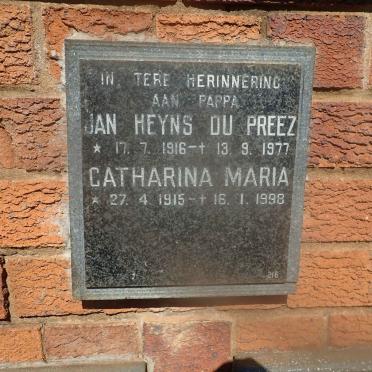 IN TERE HERINNERING
AAN PAPPA
JAN HEYNS DU PREEZ
* 17. 7. 1916 - † 13. 9. 1977
CATHARINA MARIA
* 27. 4. 1915 - † 16. 1. 1998
216